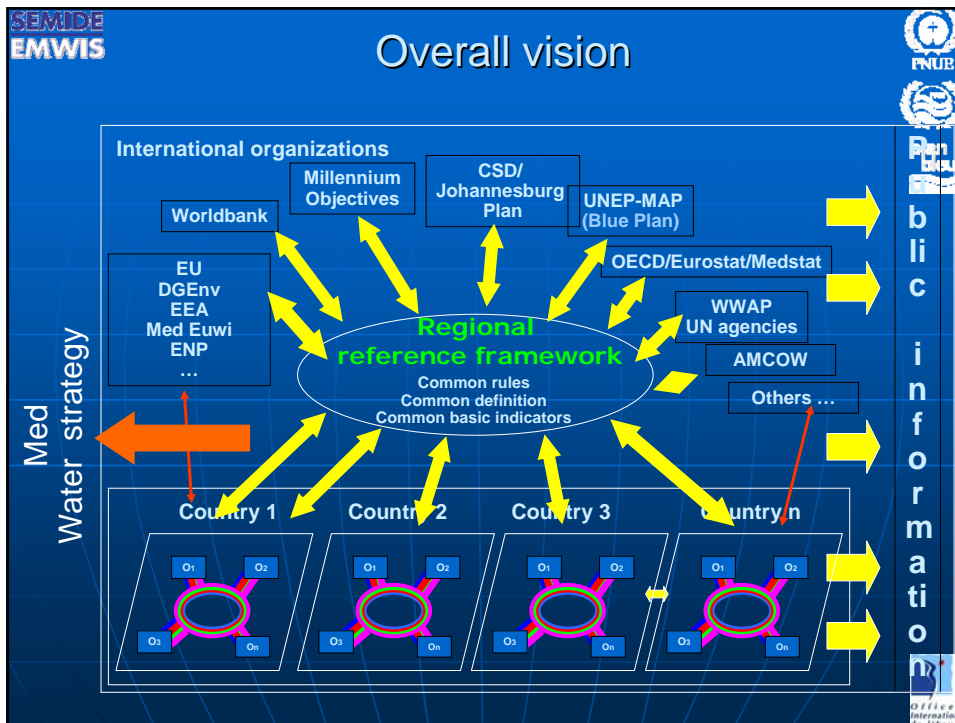 SEMIDE
EMWIS
Overall vision
PNUE
International organizations
Millennium
Objectives
CSD/
Johannesburg
Plan
UNEP-MAP
(Blue Plan)
Worldbank
OECD/Eurostat/Medstat
EU
DGEnv
EEA
Med Euwi
ENP
…
WWAP
UN agencies
AMCOW
Others …
Regional
reference framework
Common rules
Common definition
Common basic indicators
Med
Water strategy
Public information
Country 1
Country 2
Country 3
Country n
O1
O2
O3
On
O1
O2
O3
On
O1
O2
O3
On
O1
O2
O3
On
Office
Internation